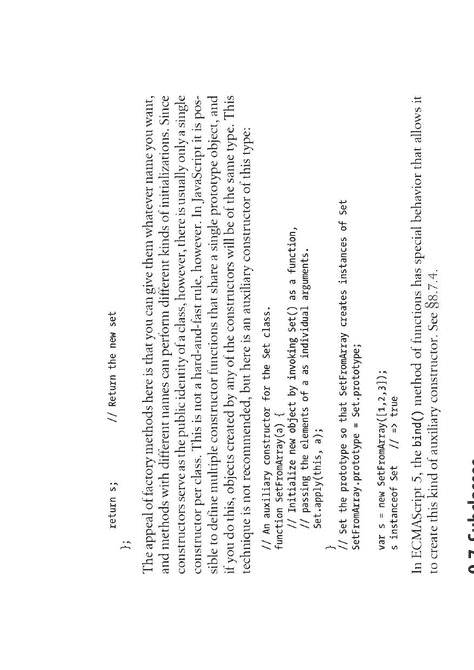 return s;          // Return the new set
};
The appeal of factory methods here is that you can give them whatever name you want,
and methods with different names can perform different kinds of initializations. Since
constructors serve as the public identity of a class, however, there is usually only a single
constructor per class. This is not a hard-and-fast rule, however. In JavaScript it is pos-
sible to define multiple constructor functions that share a single prototype object, and
if you do this, objects created by any of the constructors will be of the same type. This
technique is not recommended, but here is an auxiliary constructor of this type:
// An auxiliary constructor for the Set class.
function SetFromArray(a) {
// Initialize new object by invoking Set() as a function,
// passing the elements of a as individual arguments.
Set.apply(this, a);
}
// Set the prototype so that SetFromArray creates instances of Set
SetFromArray.prototype = Set.prototype;
var s = new SetFromArray([1,2,3]);
s instanceof Set   // => true
In ECMAScript 5, the bind() method of functions has special behavior that allows it
to create this kind of auxiliary constructor. See §8.7.4.
9.7 Subclasses